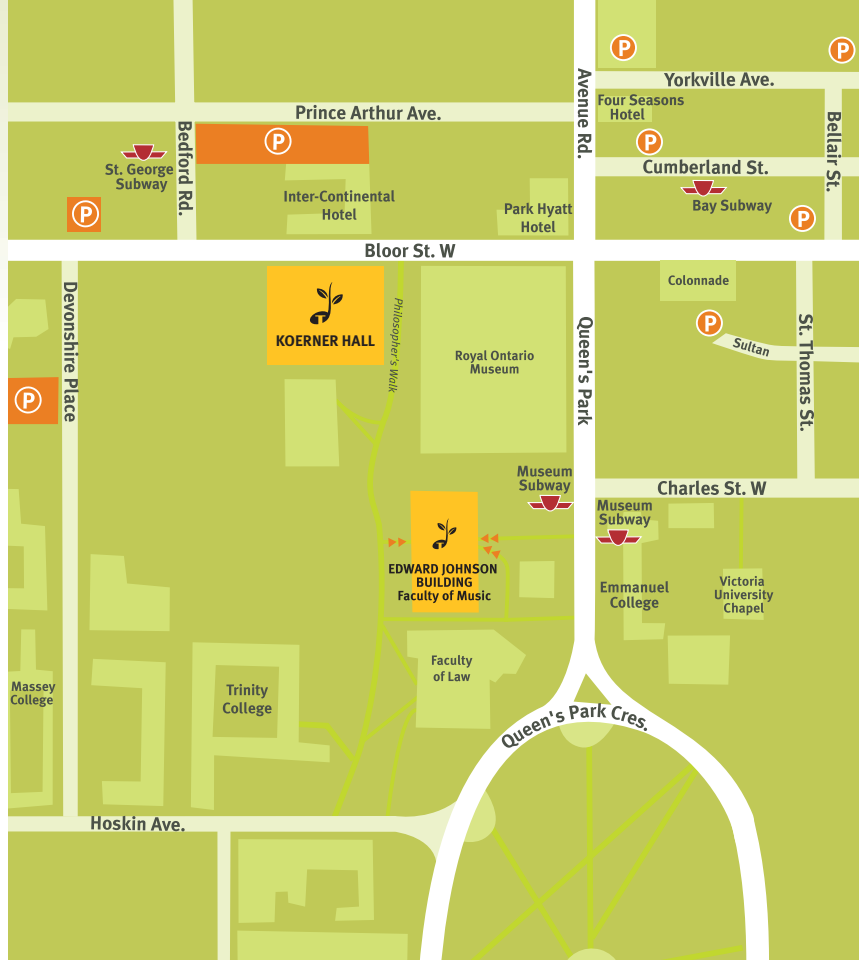 P
P
Yorkville Ave.
Avenue Rd.
Four Seasons
Hotel
Prince Arthur Ave.
Bedford Rd.
P
P
Bellair St.
St. George
Subway
Cumberland St.
Inter-Continental
Hotel
Park Hyatt
Hotel
Bay Subway
P
P
Bloor St. W
Devonshire Place
KOERNER HALL
Philosopher's Walk
Royal Ontario
Museum
Queen's Park
Colonnade
P
Sultan
St. Thomas St.
P
Museum
Subway
Charles St. W
Museum
Subway
EDWARD JOHNSON
BUILDING
Faculty of Music
Emmanuel
College
Victoria
University
Chapel
Massey
College
Trinity
College
Faculty
of Law
Queen's Park Cres.
Hoskin Ave.